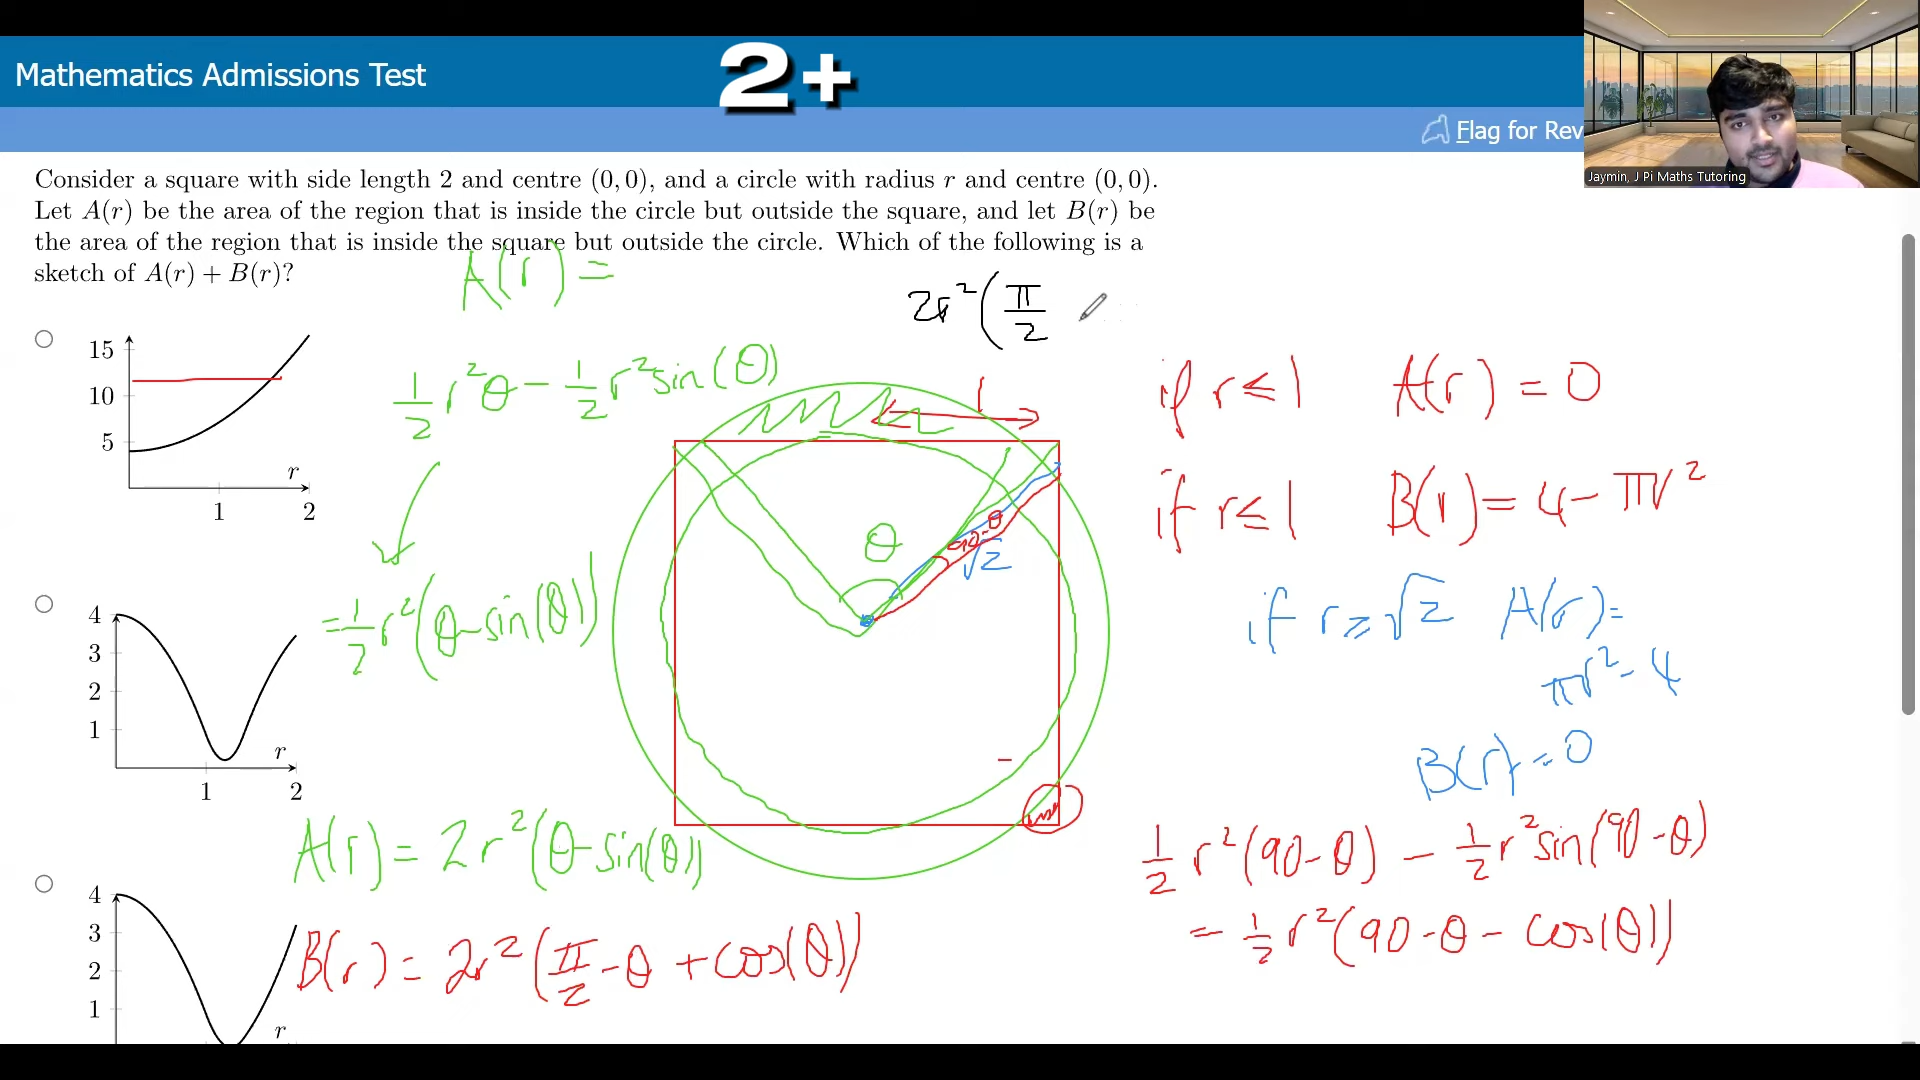 Mathematics Admissions Test
2+
Flag for Rev
Jaymin, J Pi Maths Tutoring
Consider a square with side length 2 and centre (0, 0), and a circle with radius r and centre (0, 0).
Let A(r) be the area of the region that is inside the circle but outside the square, and let B(r) be
the area of the region that is inside the square but outside the circle. Which of the following is a
sketch of A(r) + B(r)?
A(r) =
2r²(π/2
15
10
5
r
1
2
1/2 r²θ - 1/2 r² sin(θ)
= 1/2 r²(θ - sin(θ))
1
θ
90-θ
√2
if r ≤ 1 A(r) = 0
if r ≤ 1 B(r) = 4 - πr²
if r ≥ √2 A(r) =
πr² - 4
B(r) = 0
4
3
2
1
r
1
2
A(r) = 2r²(θ - sin(θ))
1/2 r²(90 - θ) - 1/2 r² sin(90 - θ)
= 1/2 r²(90 - θ - cos(θ))
4
3
2
1
r
B(r) = 2r²(π/2 - θ + cos(θ))